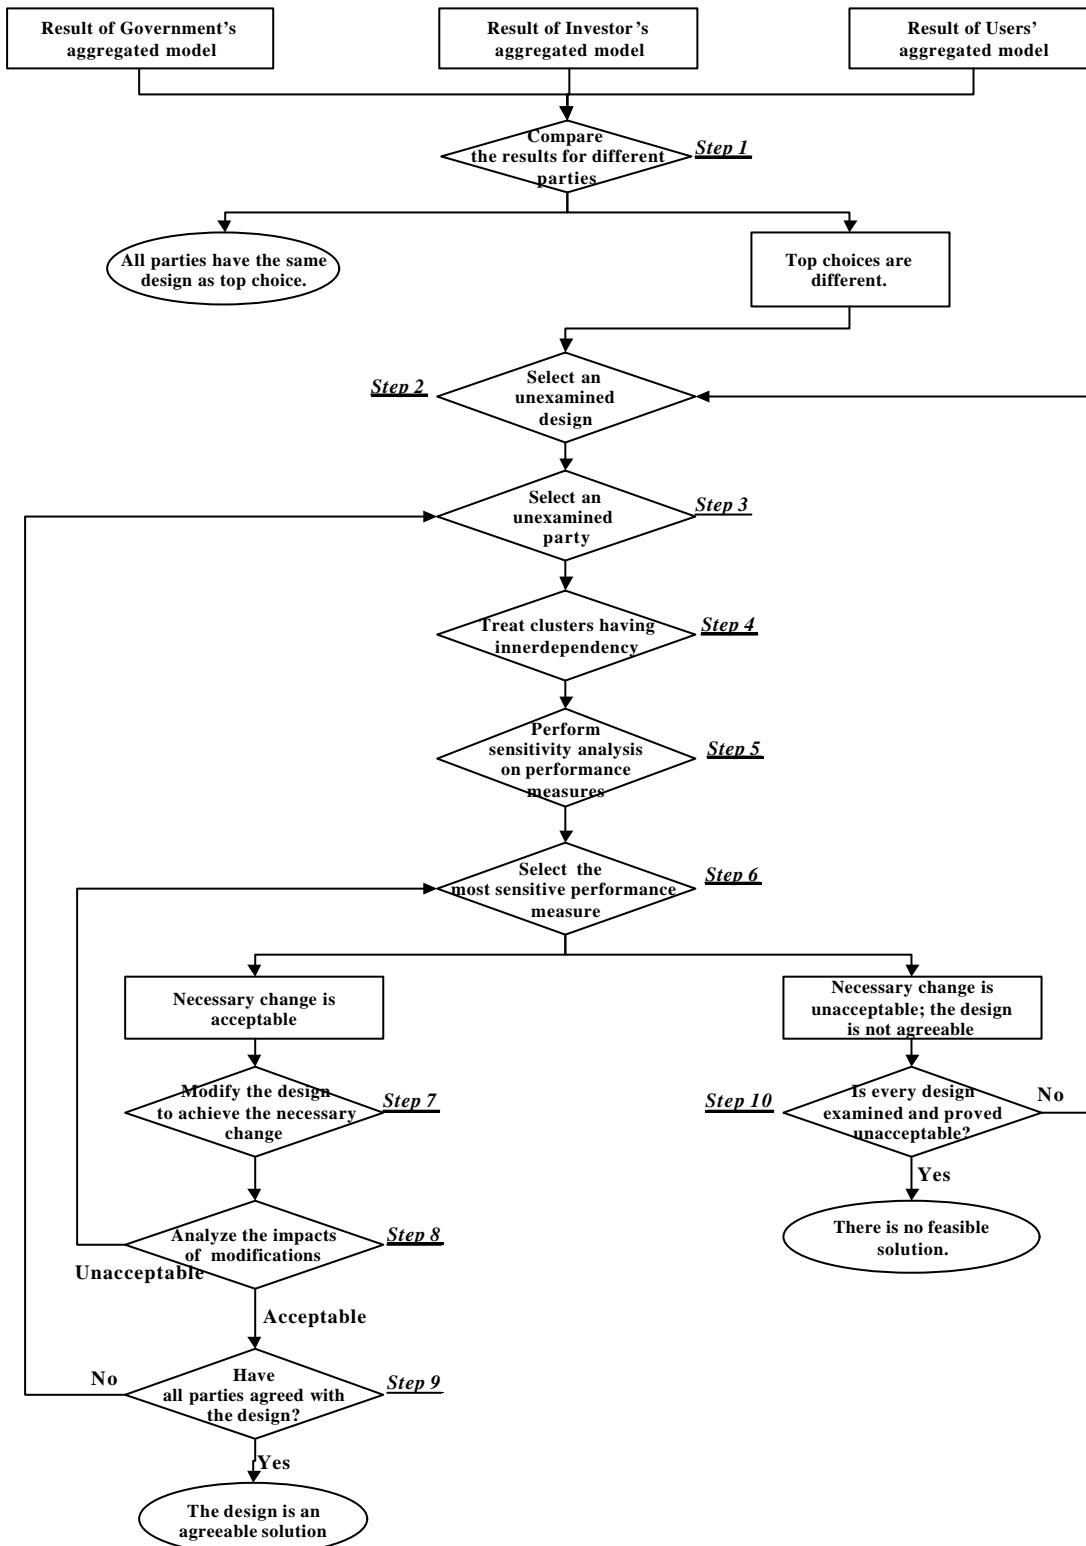 Result of Government's
aggregated model
Result of Investor's
aggregated model
Result of Users'
aggregated model
Compare
the results for different
parties
Step 1
All parties have the same
design as top choice.
Top choices are
different.
Step 2
Select an
unexamined
design
Select an
unexamined
party
Step 3
Treat clusters having
innerdependency
Step 4
Perform
sensitivity analysis
on performance
measures
Step 5
Select the
most sensitive performance
measure
Step 6
Necessary change is
acceptable
Necessary change is
unacceptable; the design
is not agreeable
Modify the design
to achieve the necessary
change
Step 7
Step 10
Is every design
examined and proved
unacceptable?
No
Yes
Analyze the impacts
of modifications
Step 8
Unacceptable
There is no feasible
solution.
Acceptable
No
Have
all parties agreed with
the design?
Step 9
Yes
The design is an
agreeable solution